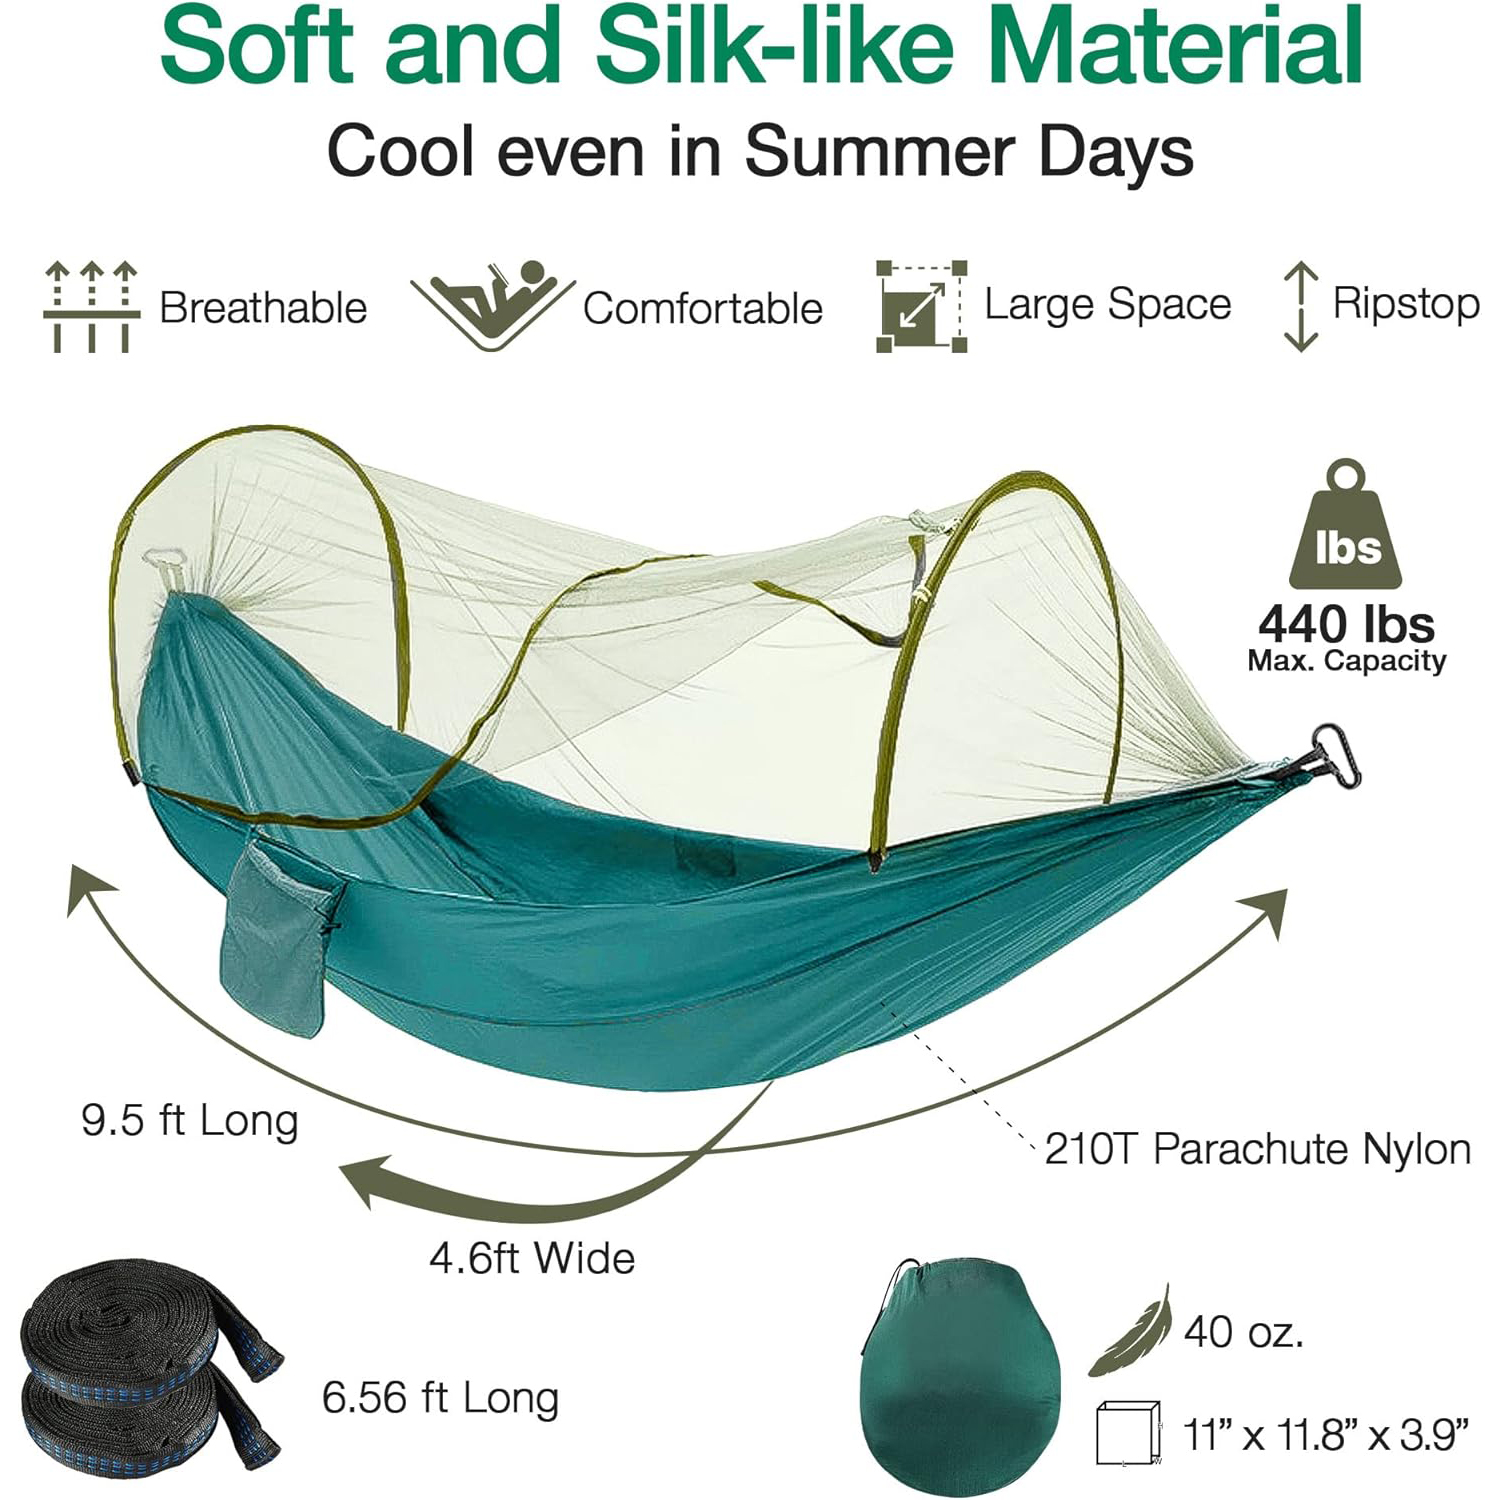 Soft and Silk-like Material
Cool even in Summer Days
Breathable
Comfortable
Large Space
Ripstop
lbs
440 lbs
Max. Capacity
9.5 ft Long
210T Parachute Nylon
4.6ft Wide
40 oz.
6.56 ft Long
11” x 11.8” x 3.9”
L
W